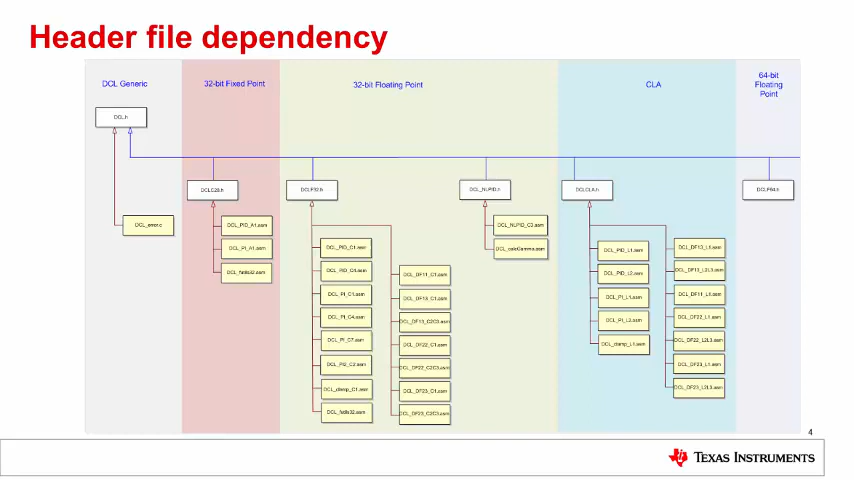 Header file dependency
DCL Generic
32-bit Fixed Point
32-bit Floating Point
CLA
64-bit
Floating
Point
DCL.h
DCLC28.h
DCLF32.h
DCL_NLPID.h
DCLCLA.h
DCLF64.h
DCL_error.c
DCL_PID_A1.asm
DCL_PI_A1.asm
DCL_futils32.asm
DCL_PID_C1.asm
DCL_PID_C4.asm
DCL_PI_C1.asm
DCL_PI_C4.asm
DCL_PI_C7.asm
DCL_PI2_C2.asm
DCL_clamp_C1.asm
DCL_futils32.asm
DCL_DF11_C1.asm
DCL_DF13_C1.asm
DCL_DF13_C2C3.asm
DCL_DF22_C1.asm
DCL_DF22_C2C3.asm
DCL_DF23_C1.asm
DCL_DF23_C2C3.asm
DCL_NLPID_C3.asm
DCL_calcGamma.asm
DCL_PID_L1.asm
DCL_PID_L2.asm
DCL_PI_L1.asm
DCL_PI_L2.asm
DCL_clamp_L1.asm
DCL_DF13_L1.asm
DCL_DF13_L2L3.asm
DCL_DF11_L1.asm
DCL_DF22_L1.asm
DCL_DF22_L2L3.asm
DCL_DF23_L1.asm
DCL_DF23_L2L3.asm
4
TEXAS INSTRUMENTS